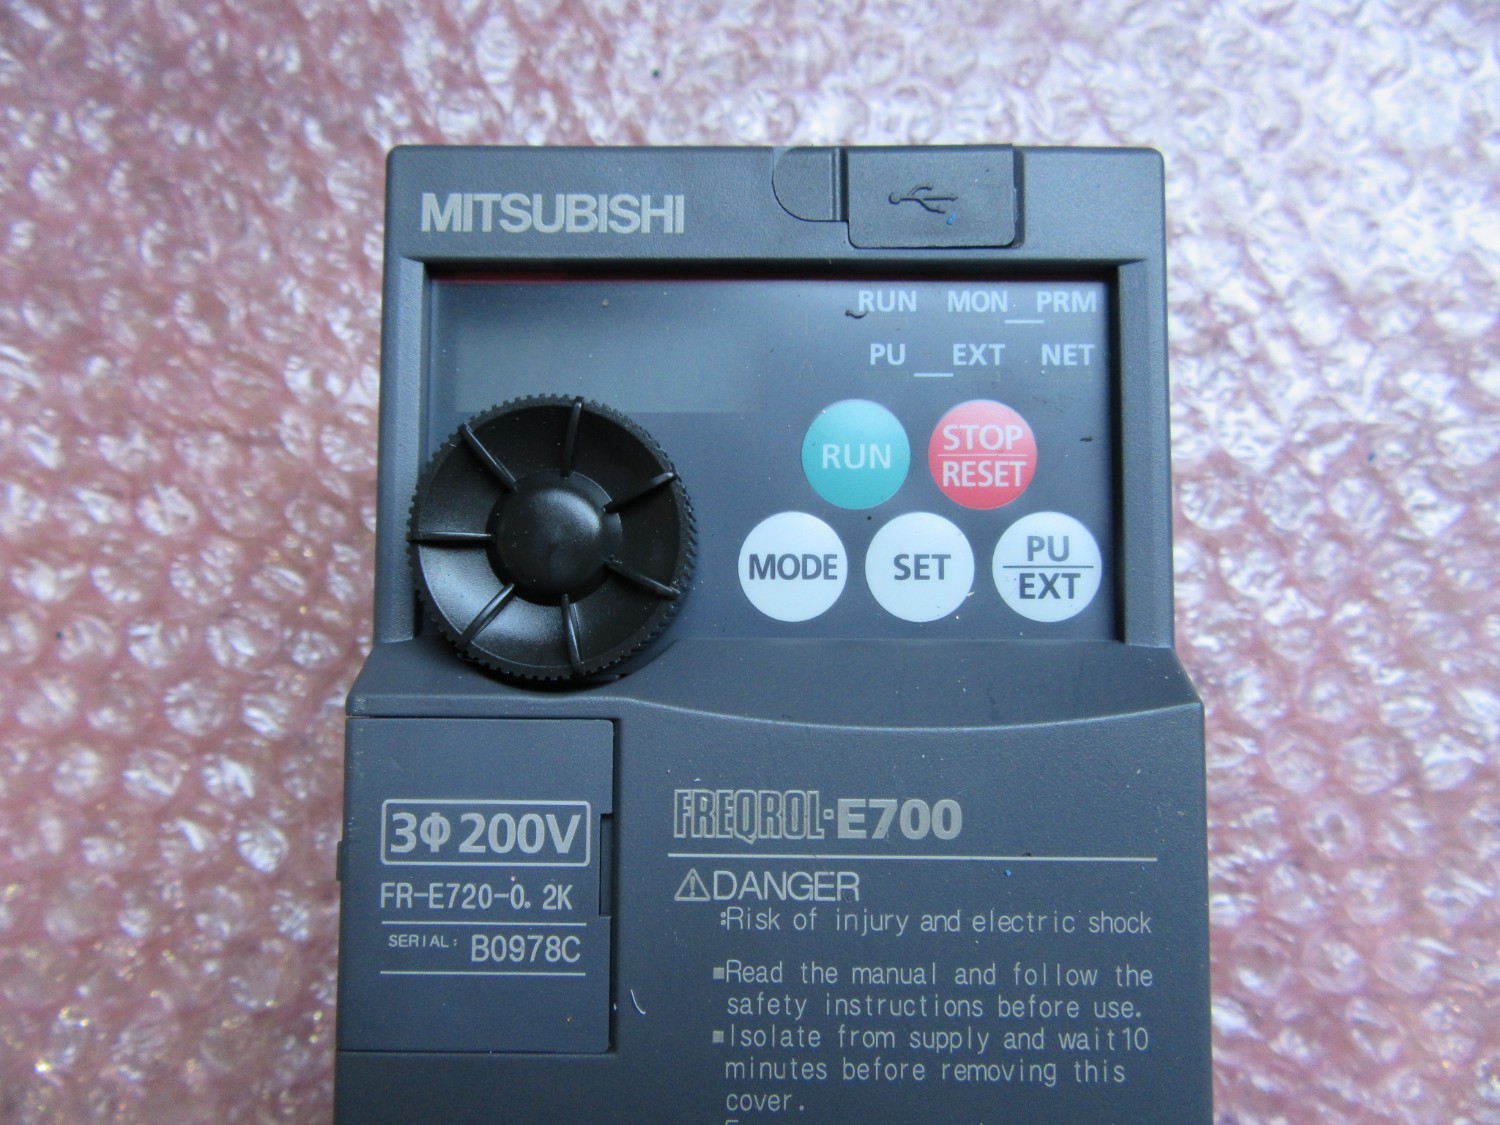 MITSUBISHI
RUN MON PRM
PU EXT NET
RUN
STOP
RESET
MODE
SET
PU
EXT
3Φ200V
FR-E720-0.2K
SERIAL: B0978C
FREQROL-E700
⚠DANGER
:Risk of injury and electric shock
■Read the manual and follow the
safety instructions before use.
■Isolate from supply and wait10
minutes before removing this
cover.